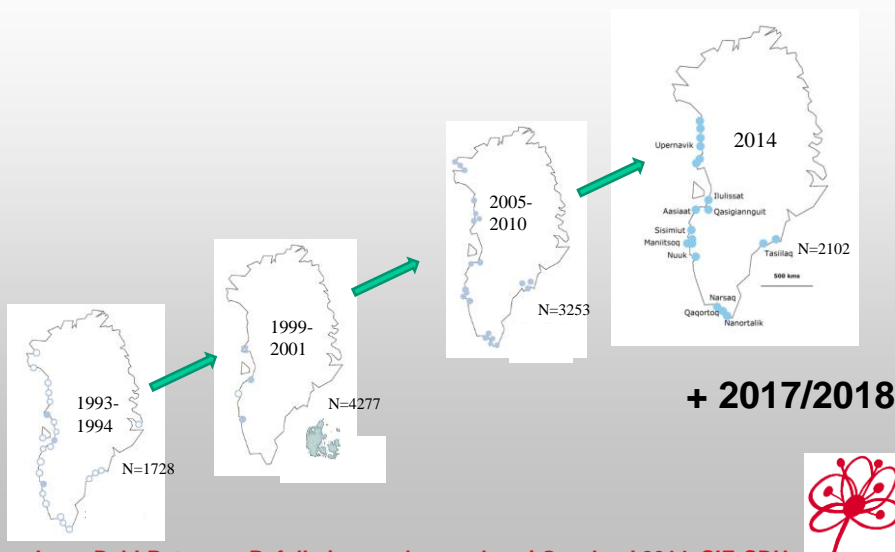 1993-
1994
N=1728
1999-
2001
N=4277
2005-
2010
N=3253
2014
Upernavik
Ilulissat
Aasiaat
Qasigiannguit
Sisimiut
Maniitsoq
Nuuk
Tasiilaq
N=2102
500 kms
Narsaq
Qaqortoq
Nanortalik
+ 2017/2018